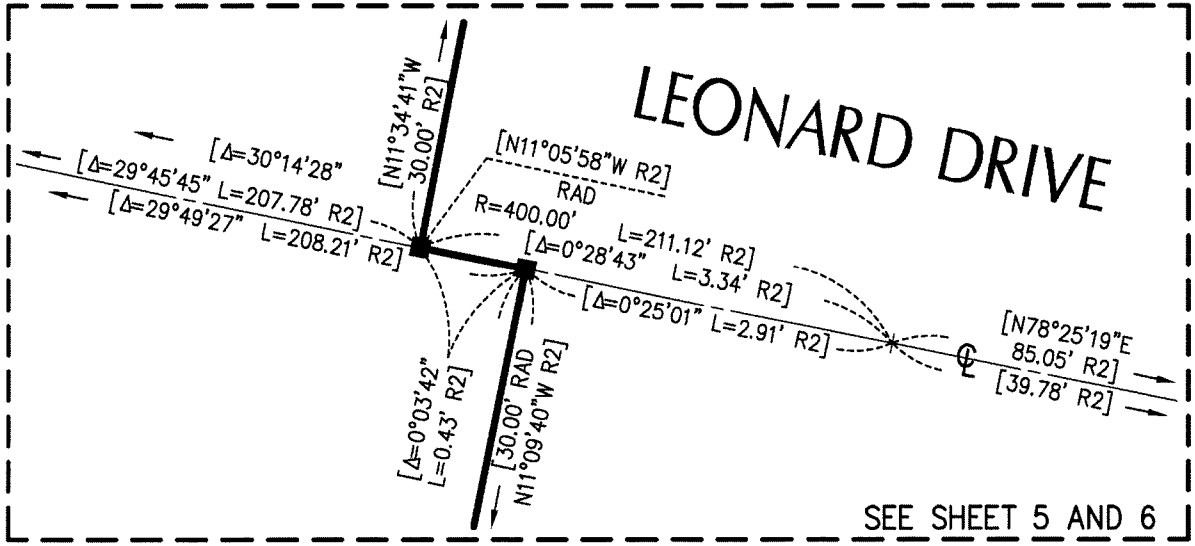 LEONARD DRIVE
[N11°34'41"W
30.00' R2]
[N11°05'58"W R2]
RAD
R=400.00'
[Δ=30°14'28"
L=211.12' R2]
[Δ=29°45'45" L=207.78' R2]
[Δ=0°28'43" L=3.34' R2]
[Δ=29°49'27" L=208.21' R2]
[Δ=0°25'01" L=2.91' R2]
[N78°25'19"E
85.05' R2]
℄
[39.78' R2]
[Δ=0°03'42"
L=0.43' R2]
[30.00' RAD
N11°09'40"W R2]
SEE SHEET 5 AND 6